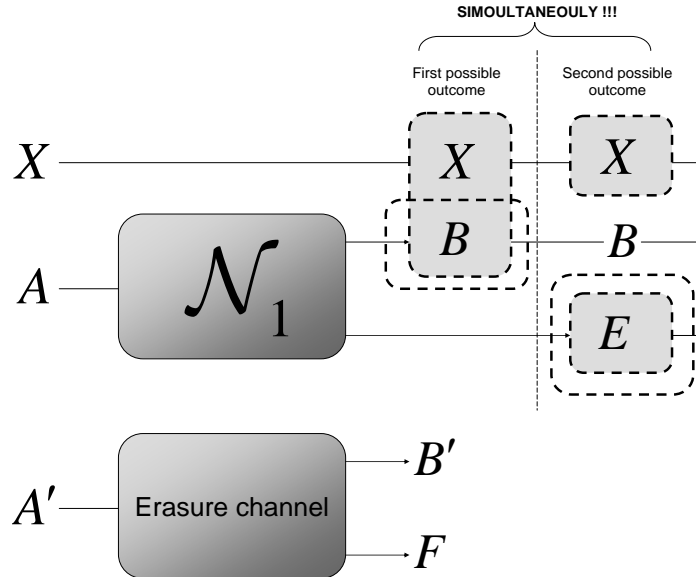 SIMOULTANEOULY !!!
First possible outcome
Second possible outcome
X X X
A 𝒩1 B B
E
A′ Erasure channel B′
F